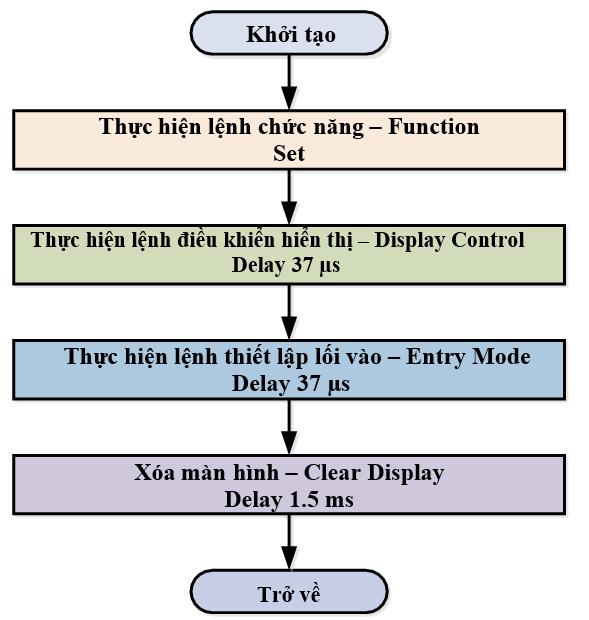 Khởi tạo
Thực hiện lệnh chức năng – Function
Set
Thực hiện lệnh điều khiển hiển thị – Display Control
Delay 37 µs
Thực hiện lệnh thiết lập lối vào – Entry Mode
Delay 37 µs
Xóa màn hình – Clear Display
Delay 1.5 ms
Trở về